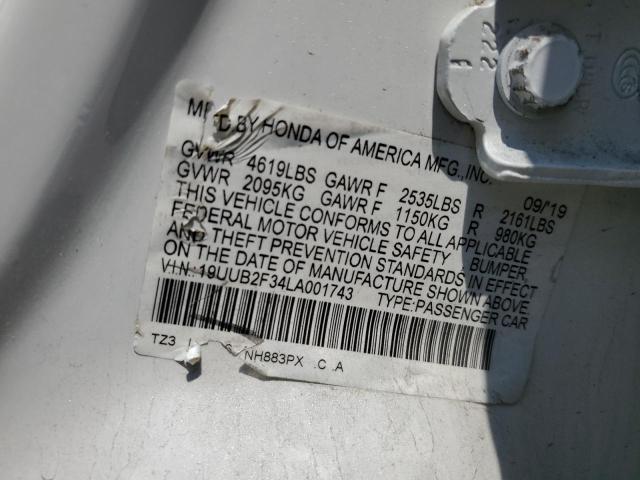 MFD BY HONDA OF AMERICA MFG., INC. 09/'19
GVWR 4619LBS GAWR F 2535LBS R 2161LBS
GVWR 2095KG GAWR F 1150KG R 980KG
THIS VEHICLE CONFORMS TO ALL APPLICABLE
FEDERAL MOTOR VEHICLE SAFETY BUMPER,
AND THEFT PREVENTION STANDARDS IN EFFECT
ON THE DATE OF MANUFACTURE SHOWN ABOVE.
V.I.N.:19UUB2F34LA001743 TYPE:PASSENGER CAR
TZ3 NH883PX .C .A
222
F